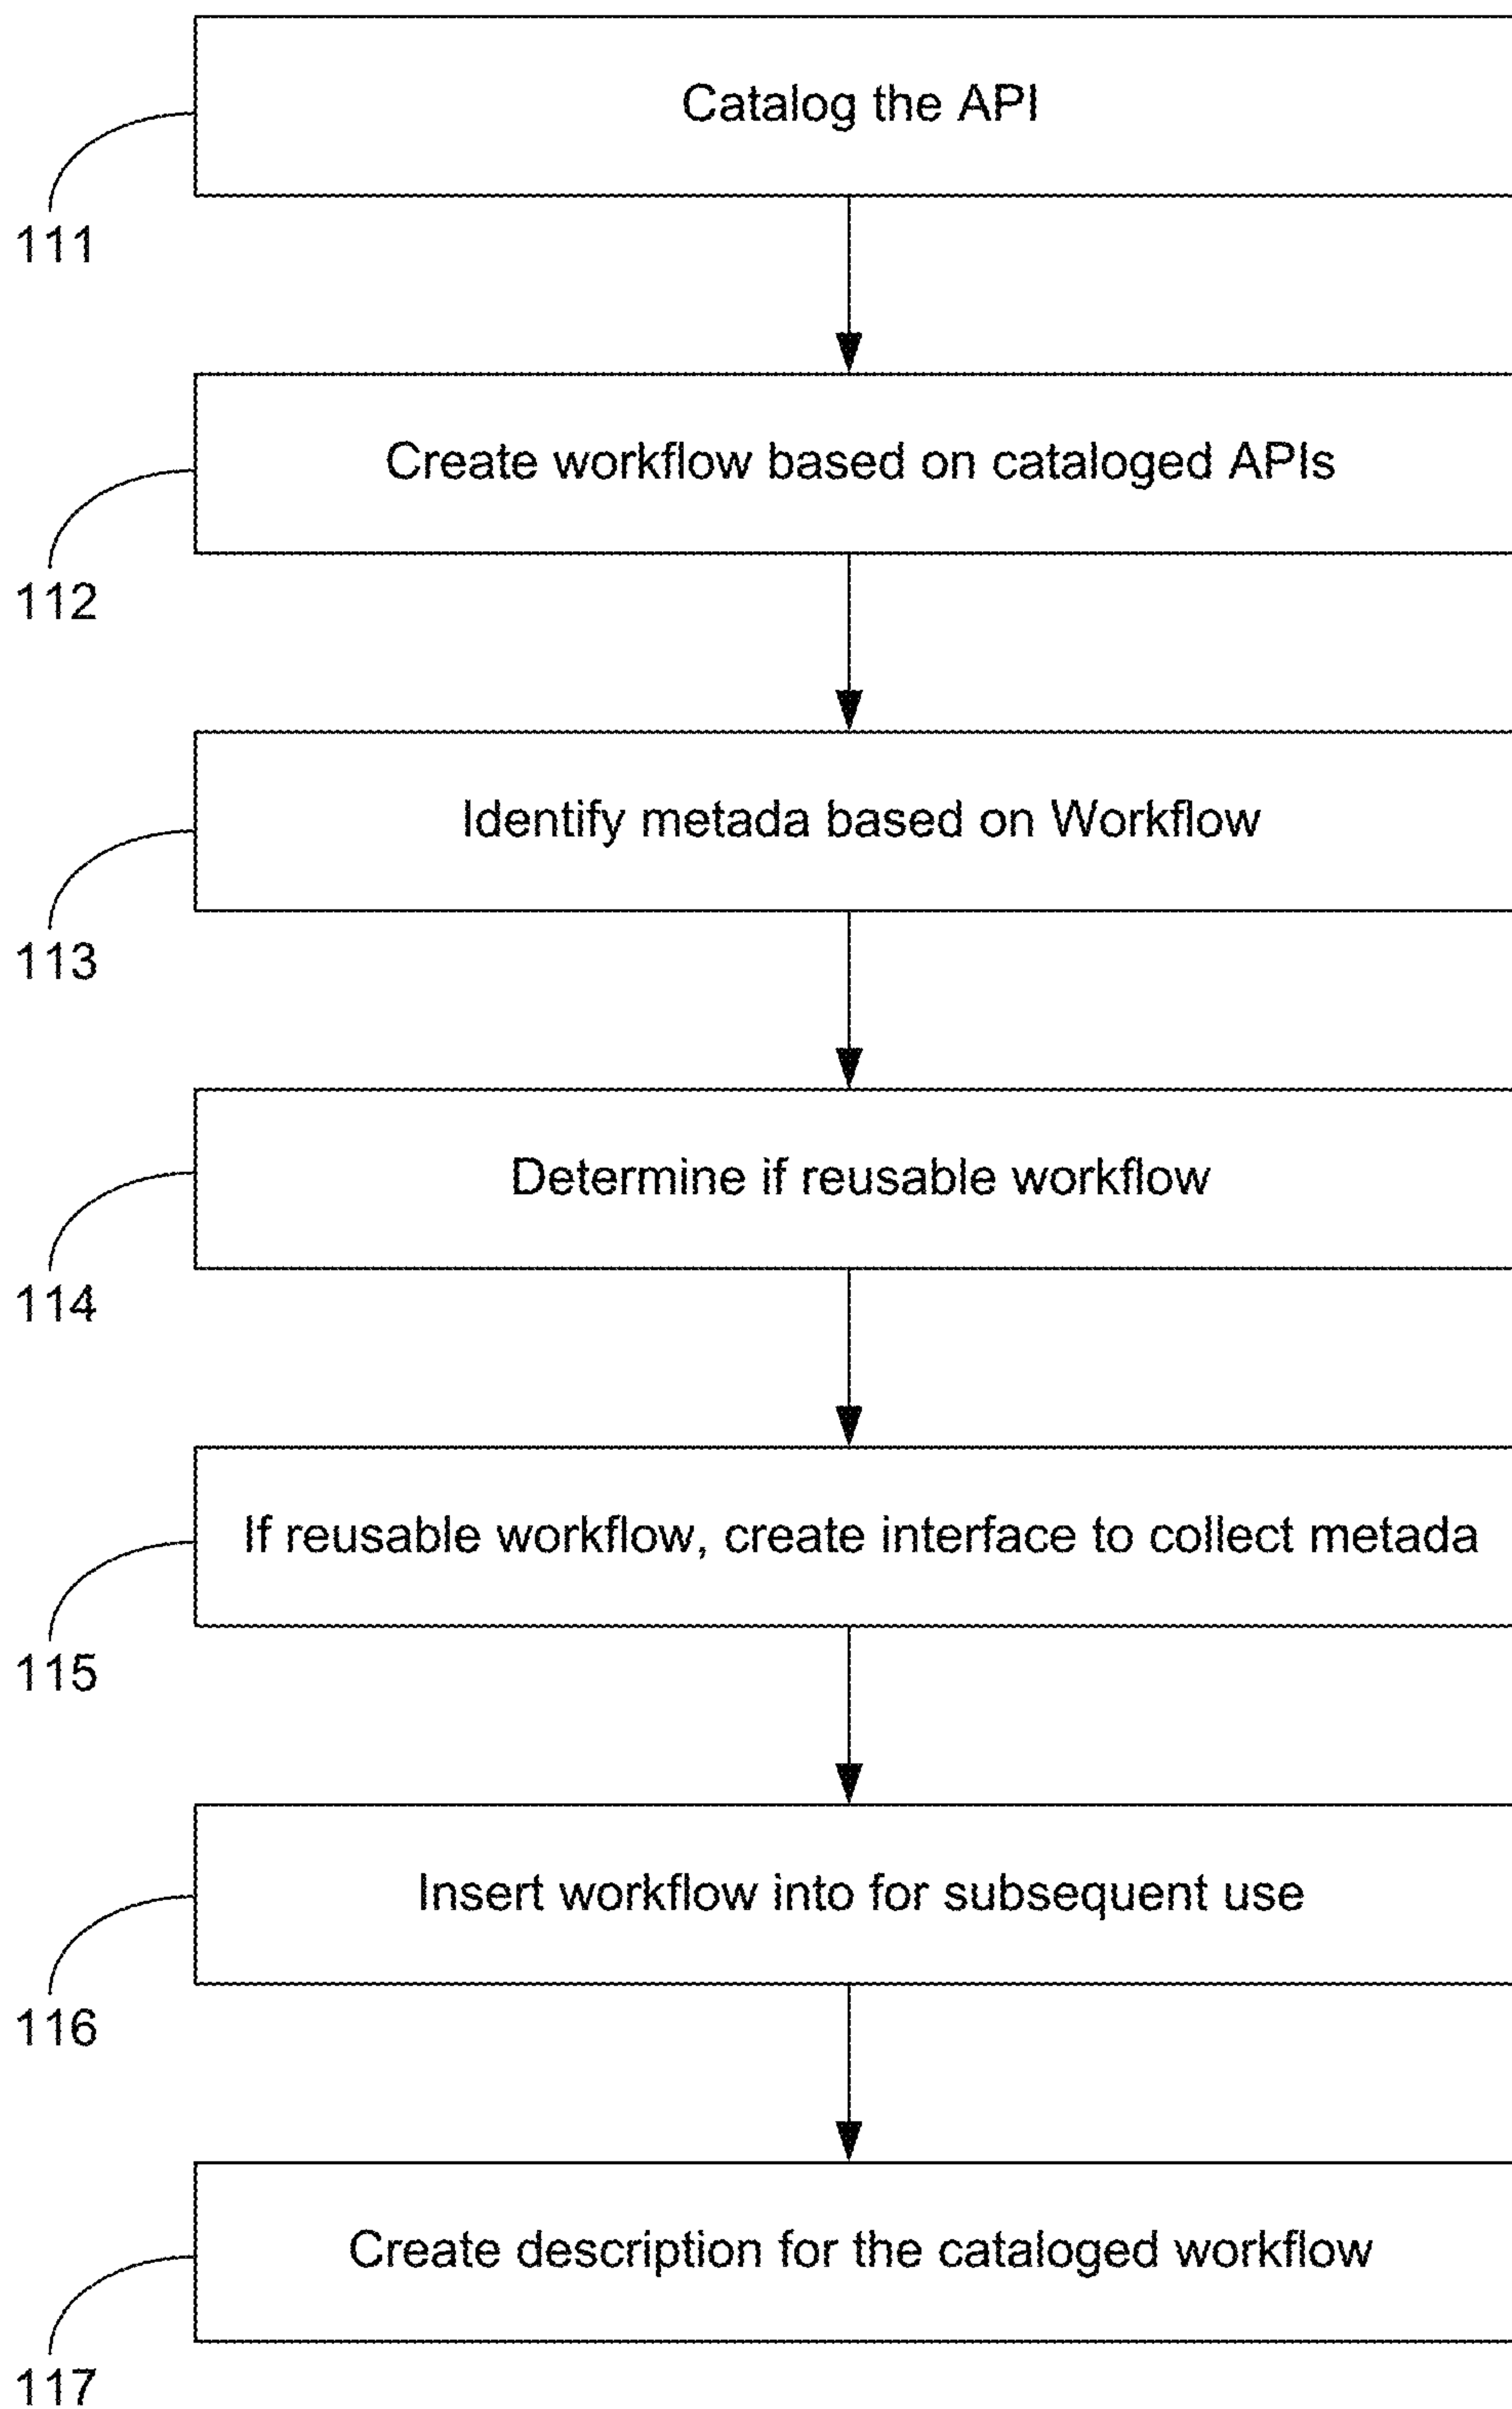 Catalog the API
111
Create workflow based on cataloged APIs
112
Identify metada based on Workflow
113
Determine if reusable workflow
114
If reusable workflow, create interface to collect metada
115
Insert workflow into for subsequent use
116
Create description for the cataloged workflow
117